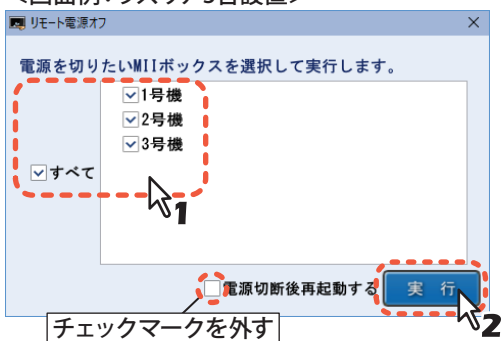 リモート電源オフ
電源を切りたいMIIボックスを選択して実行します。
1号機
2号機
3号機
すべて
1
電源切断後再起動する
実 行
2
チェックマークを外す